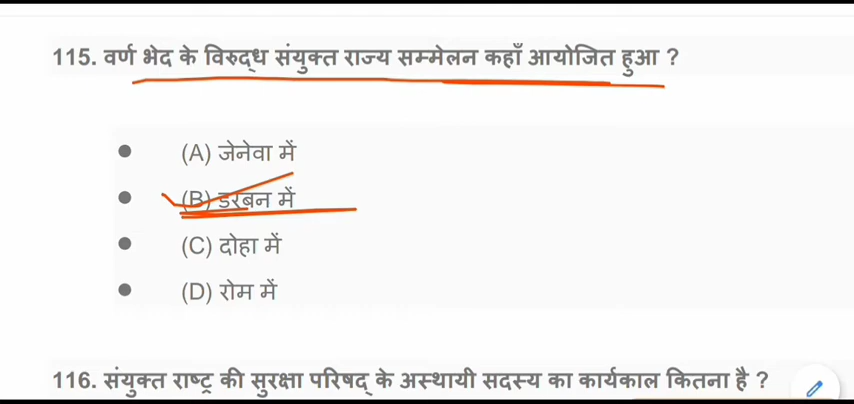 115. वर्ण भेद के विरुद्ध संयुक्त राज्य सम्मेलन कहाँ आयोजित हुआ ?
(A) जेनेवा में
(B) डरबन में
(C) दोहा में
(D) रोम में
116. संयुक्त राष्ट्र की सुरक्षा परिषद् के अस्थायी सदस्य का कार्यकाल कितना है ?